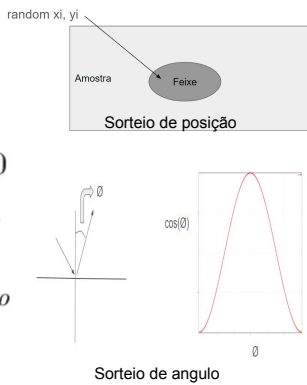 random xi, yi
Amostra
Feixe
Sorteio de posição
Ø
cos(Ø)
Ø
Sorteio de angulo